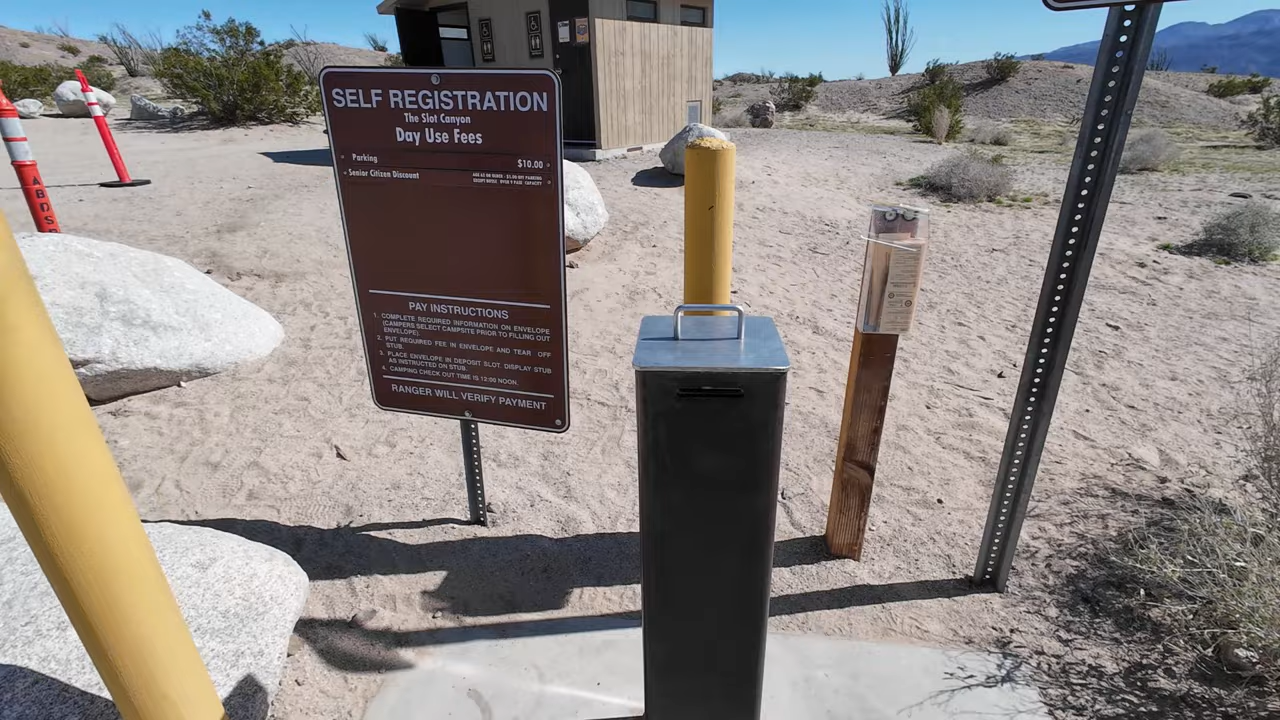 SELF REGISTRATION
The Slot Canyon
Day Use Fees
Parking $10.00
Senior Citizen Discount
PAY INSTRUCTIONS
1. COMPLETE REQUIRED INFORMATION ON ENVELOPE
(CAMPERS SELECT CAMPSITE PRIOR TO FILLING OUT
ENVELOPE).
2. PUT REQUIRED FEE IN ENVELOPE AND TEAR OFF
STUB.
3. PLACE ENVELOPE IN DEPOSIT SLOT. DISPLAY STUB
AS INSTRUCTED ON STUB.
4. CAMPING CHECK OUT TIME IS 12:00 NOON.
RANGER WILL VERIFY PAYMENT
ABDSP